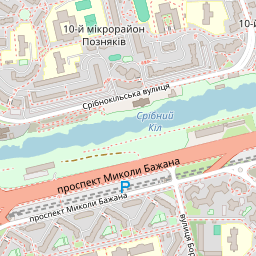 10-й мікрорайон
Позняків
10-й
Срібнокільська вулиця
Срібний
Кіл
проспект Миколи Бажана
P
проспект Миколи Бажана
вулиця Бор